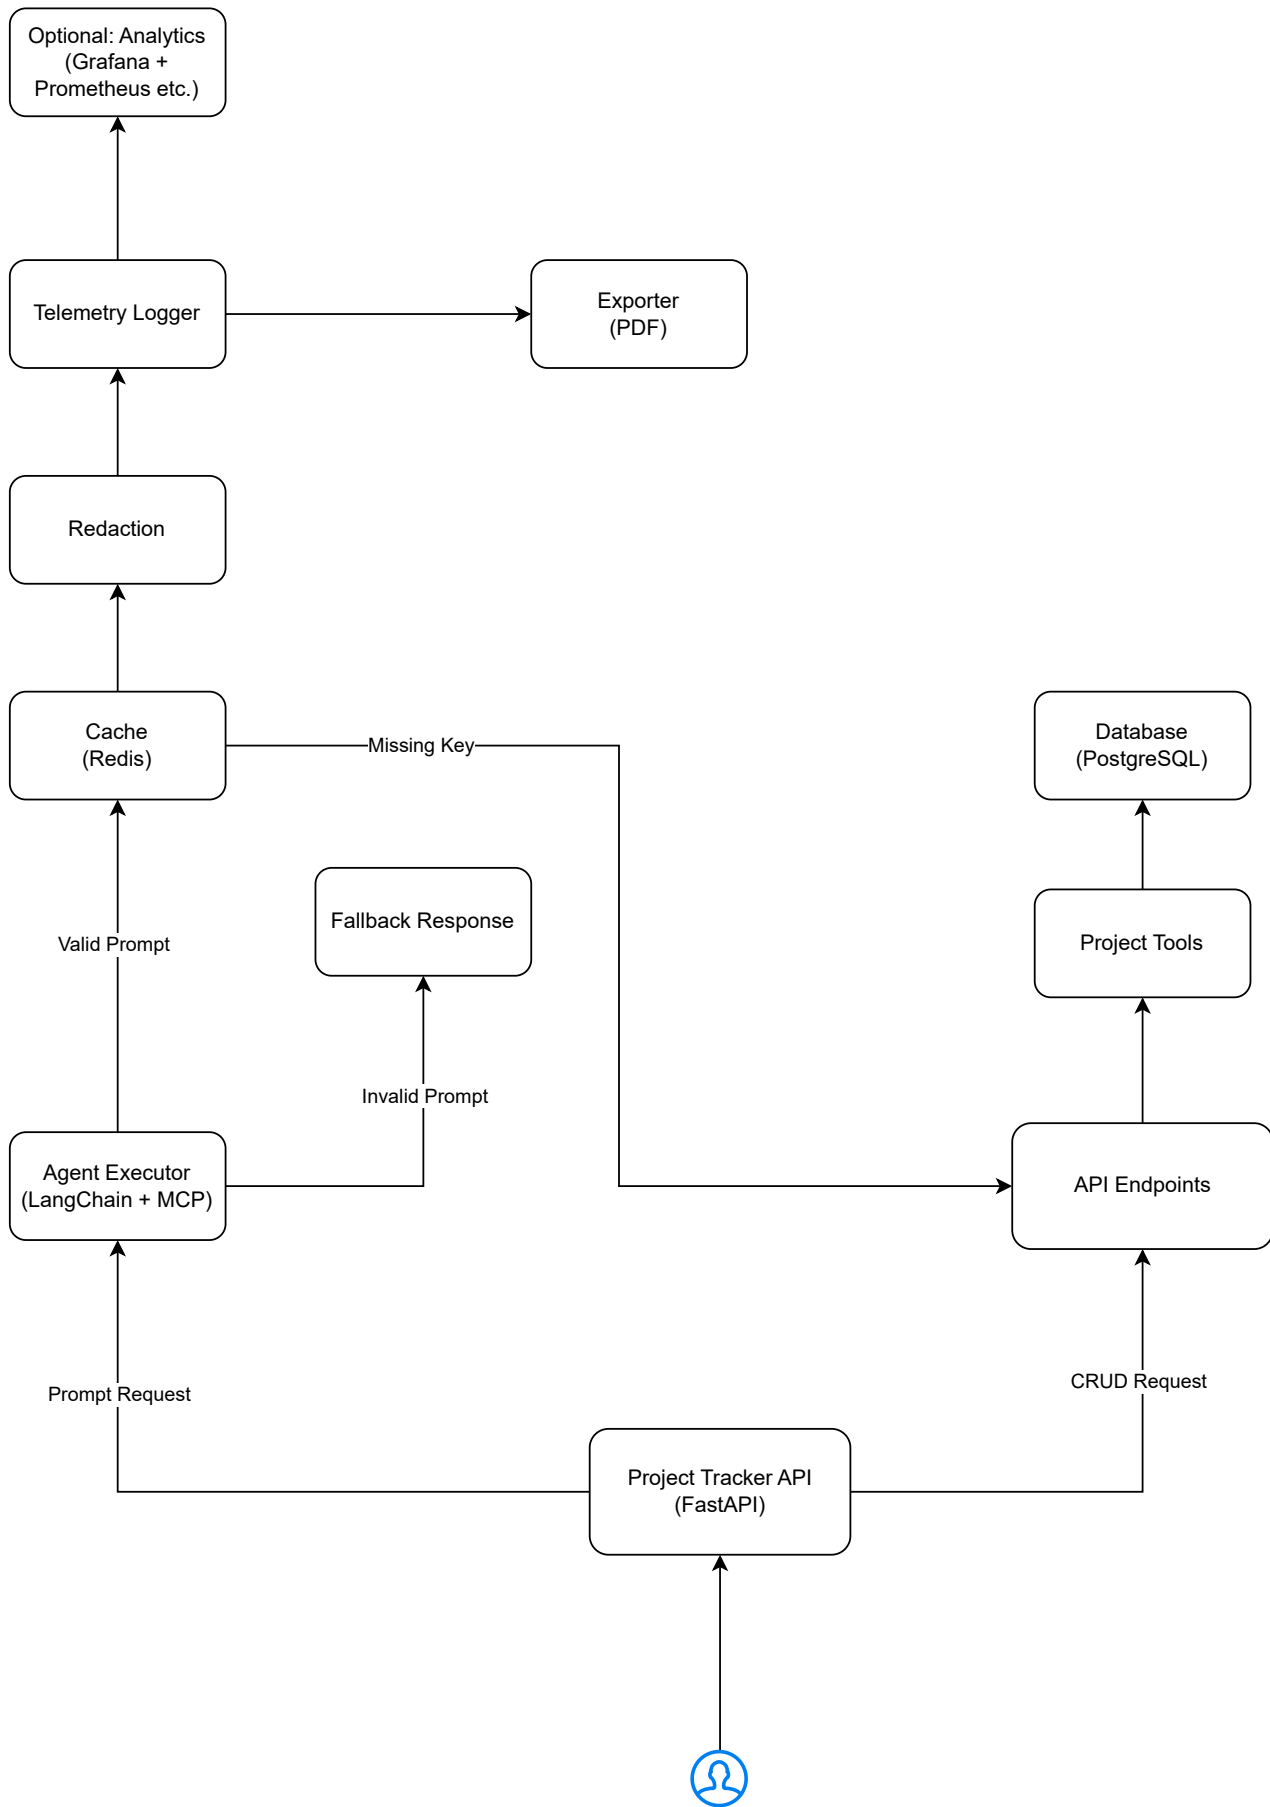 Optional: Analytics
(Grafana +
Prometheus etc.)
Telemetry Logger
Exporter
(PDF)
Redaction
Cache
(Redis)
Missing Key
Database
(PostgreSQL)
Fallback Response
Valid Prompt
Project Tools
Invalid Prompt
Agent Executor
(LangChain + MCP)
API Endpoints
Prompt Request
CRUD Request
Project Tracker API
(FastAPI)